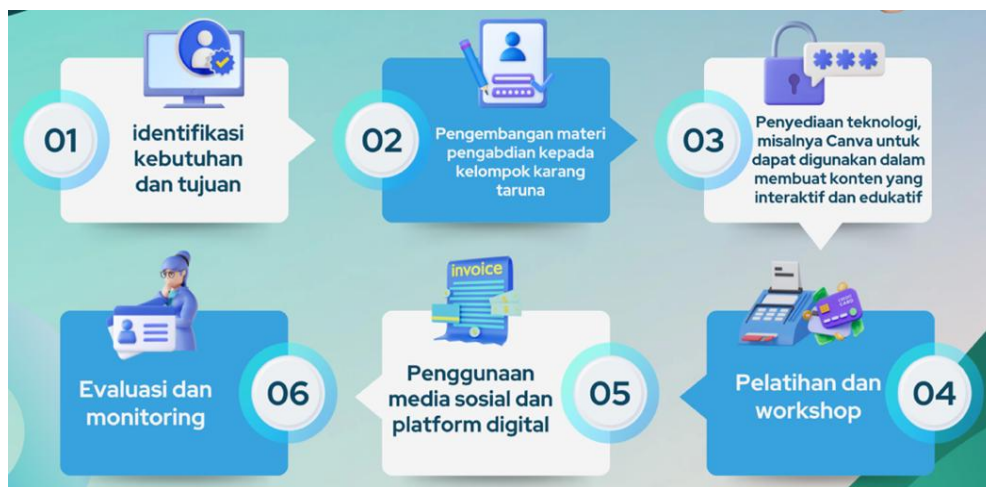 01
identifikasi
kebutuhan
dan tujuan
02
Pengembangan materi
pengabdian kepada
kelompok karang
taruna
03
Penyediaan teknologi,
misalnya Canva untuk
dapat digunakan dalam
membuat konten yang
interaktif dan edukatif
***
CREDIT
CARD
04
Pelatihan dan
workshop
invoice
05
Penggunaan
media sosial dan
platform digital
06
Evaluasi dan
monitoring